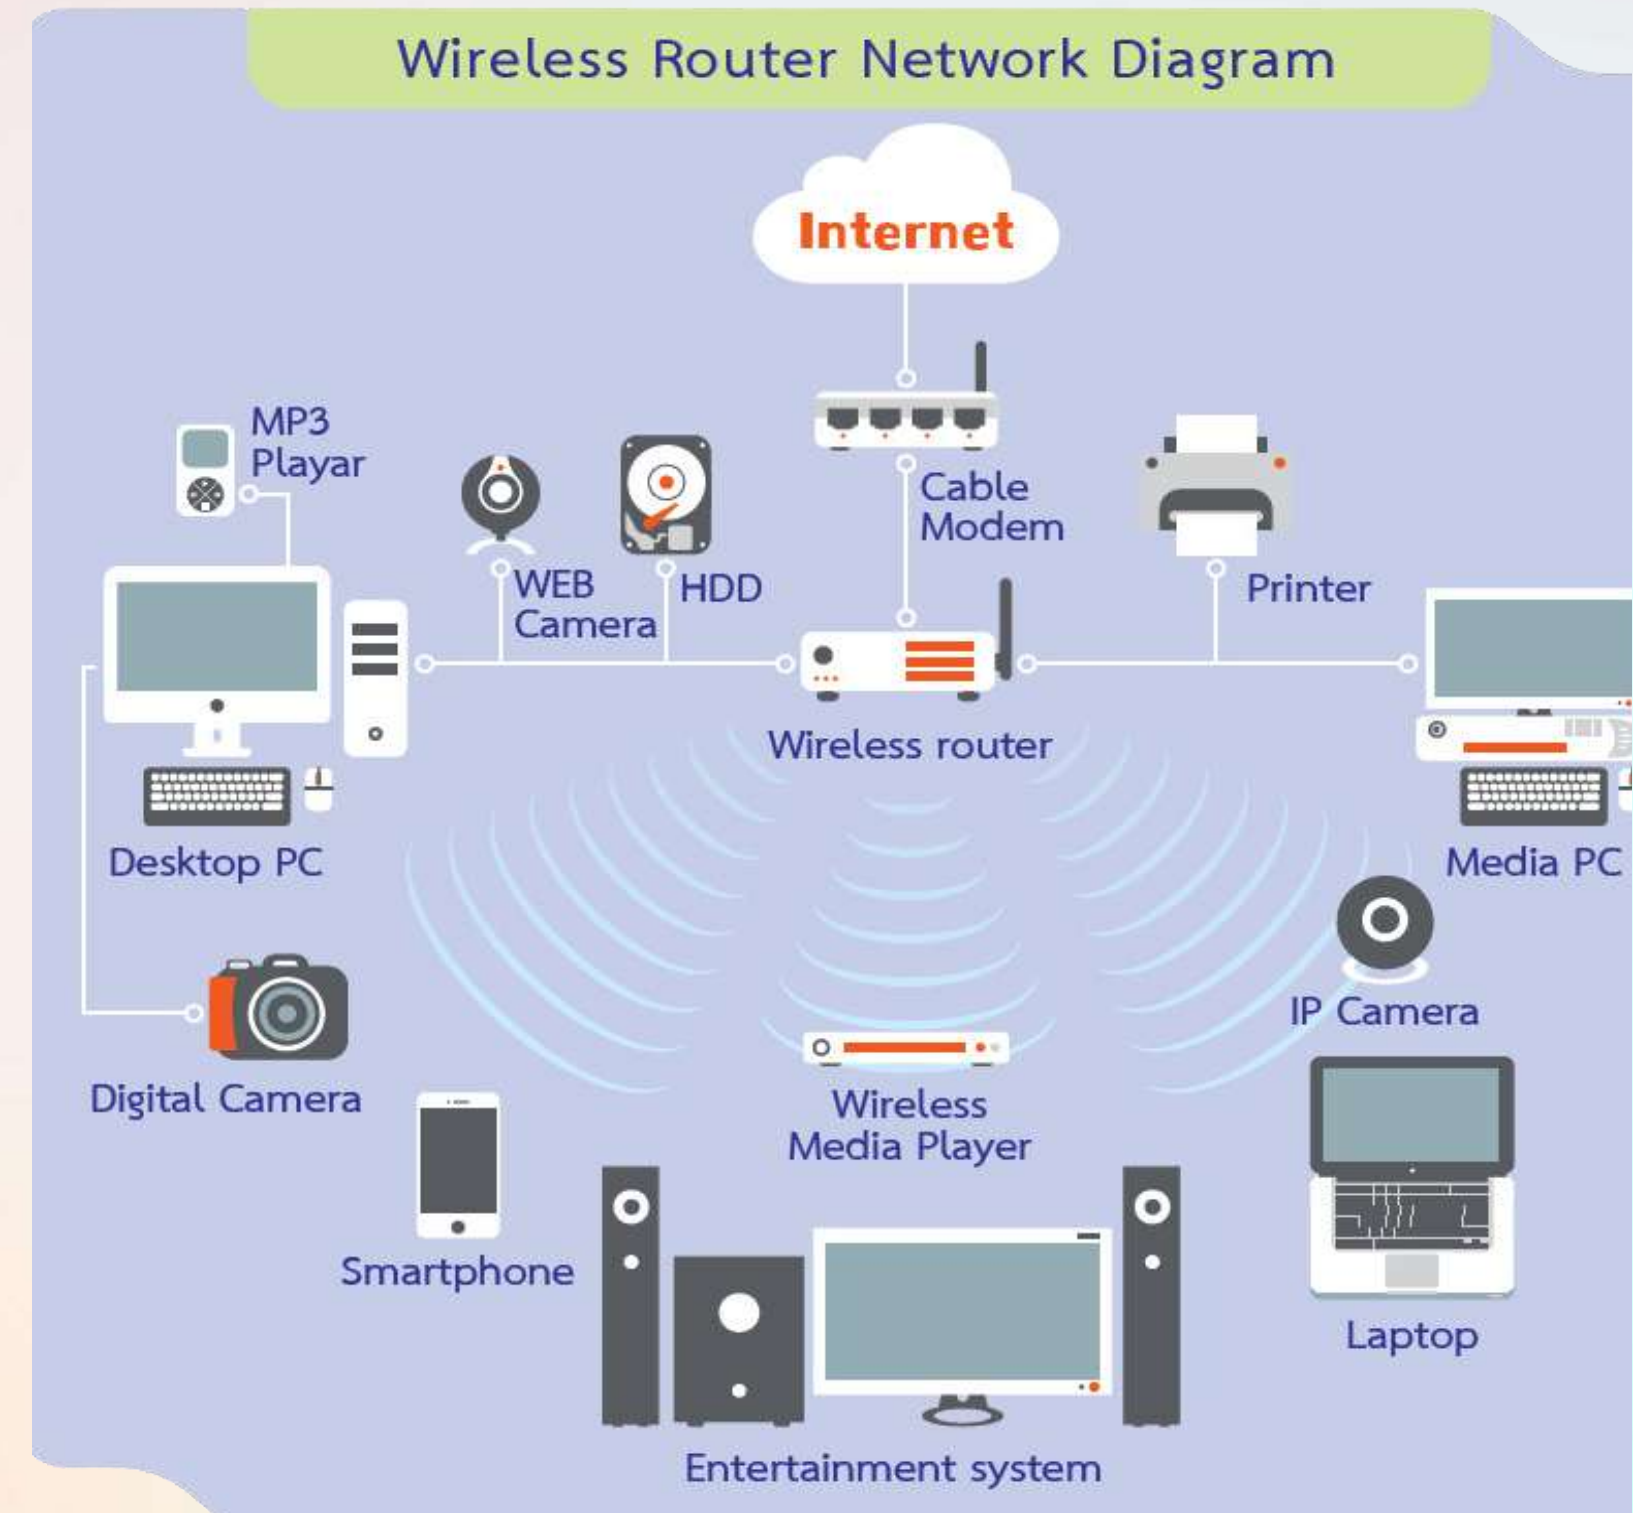 Wireless Router Network Diagram
Internet
MP3
Playar
Cable
Modem
WEB
Camera
HDD
Printer
Wireless router
Desktop PC
Media PC
IP Camera
Digital Camera
Wireless
Media Player
Smartphone
Laptop
Entertainment system